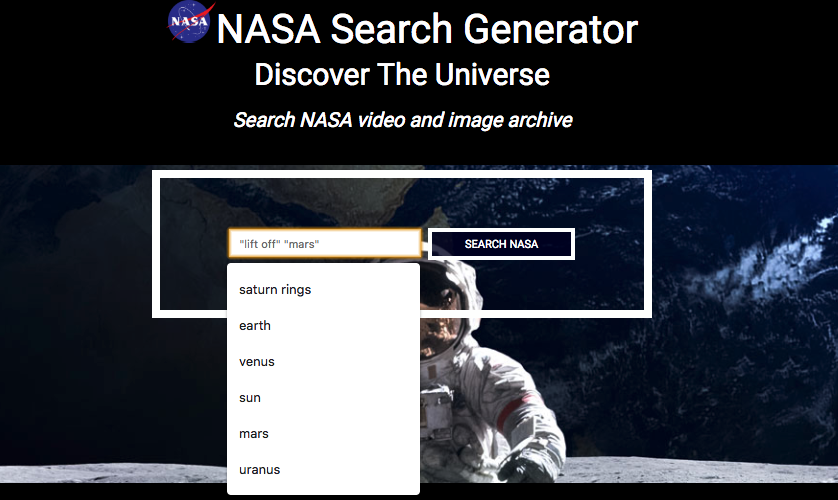 NASA
NASA Search Generator
Discover The Universe
Search NASA video and image archive
"lift off" "mars"
SEARCH NASA
saturn rings
earth
venus
sun
mars
uranus